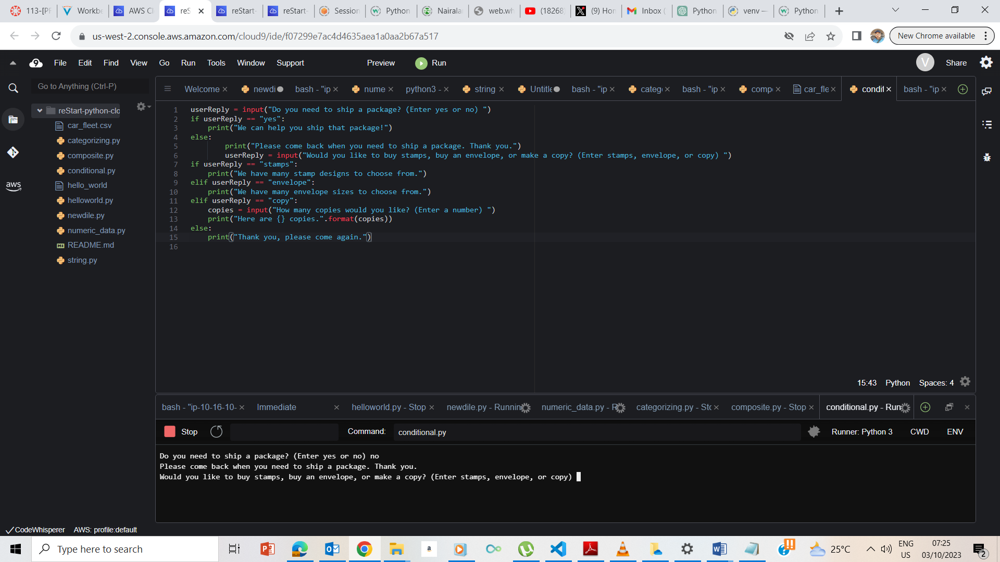 113-[PF
Workbe
AWS Cl
reS
reStart-
reStart-
Session
Python
Nairala
web.wh
(18268
(9) Hon
Inbox (
Python
venv —
Python
us-west-2.console.aws.amazon.com/cloud9/ide/f07299e7ac4d4635aea1a0aa2b67a517
New Chrome available
File Edit Find View Go Run Tools Window Support Preview Run
V Share
Go to Anything (Ctrl-P)
Welcome
newdi
bash - "ip
nume
python3 -
string
Untitle
bash - "ip
categ
bash - "ip
comp
car_fle
condit
bash - "ip
reStart-python-clo
car_fleet.csv
categorizing.py
composite.py
conditional.py
hello_world
helloworld.py
newdile.py
numeric_data.py
README.md
string.py
aws
1 userReply = input("Do you need to ship a package? (Enter yes or no) ")
2 if userReply == "yes":
3     print("We can help you ship that package!")
4 else:
5         print("Please come back when you need to ship a package. Thank you.")
6         userReply = input("Would you like to buy stamps, buy an envelope, or make a copy? (Enter stamps, envelope, or copy) ")
7 if userReply == "stamps":
8     print("We have many stamp designs to choose from.")
9 elif userReply == "envelope":
10     print("We have many envelope sizes to choose from.")
11 elif userReply == "copy":
12     copies = input("How many copies would you like? (Enter a number) ")
13     print("Here are {} copies.".format(copies))
14 else:
15     print("Thank you, please come again.")
16
15:43 Python Spaces: 4
bash - "ip-10-16-10-
Immediate
helloworld.py - Stop
newdile.py - Runnin
numeric_data.py - R
categorizing.py - Stc
composite.py - Stop
conditional.py - Run
Stop
Command: conditional.py
Runner: Python 3 CWD ENV
Do you need to ship a package? (Enter yes or no) no
Please come back when you need to ship a package. Thank you.
Would you like to buy stamps, buy an envelope, or make a copy? (Enter stamps, envelope, or copy)
CodeWhisperer AWS: profile:default
Type here to search
a
25°C
ENG
US
07:25
03/10/2023
2